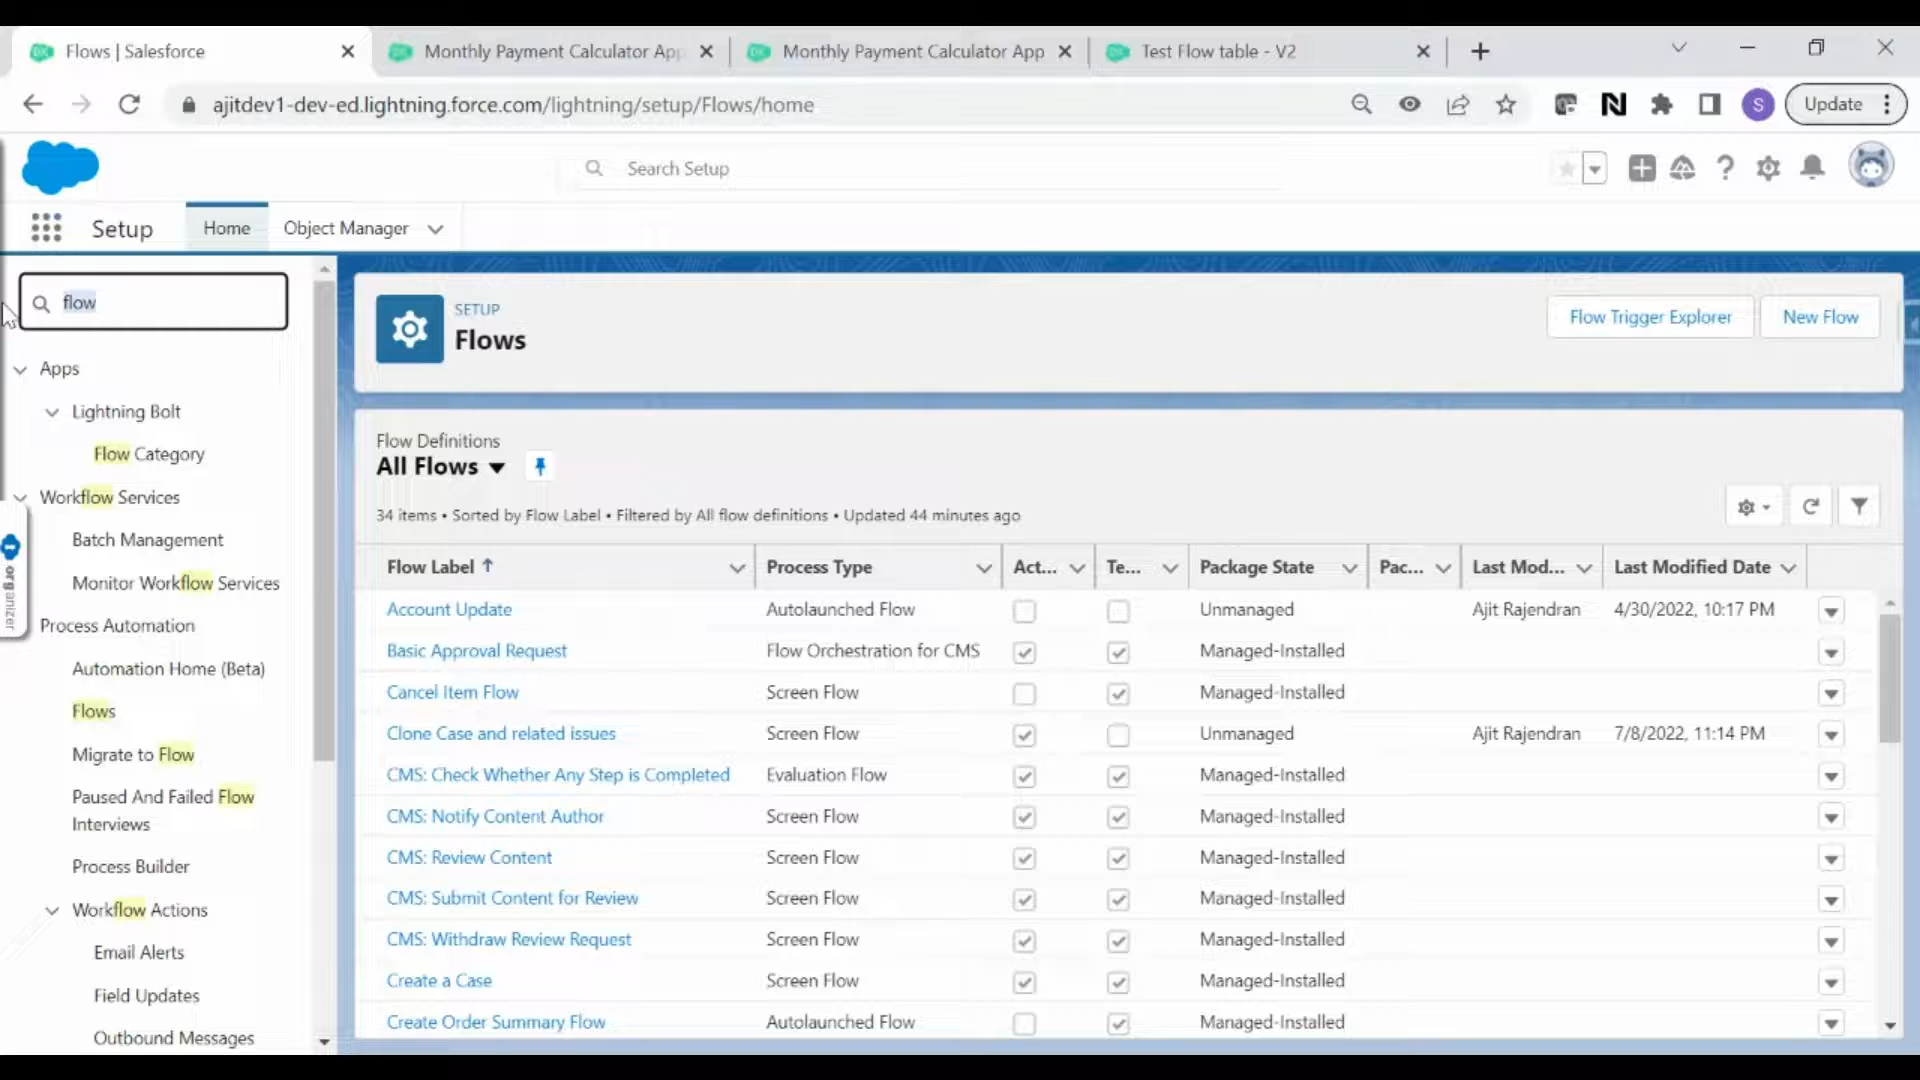 Flows | Salesforce
Monthly Payment Calculator App
Monthly Payment Calculator App
Test Flow table - V2
ajitdev1-dev-ed.lightning.force.com/lightning/setup/Flows/home
S
Update
Search Setup
Setup
Home
Object Manager
flow
Apps
Lightning Bolt
Flow Category
Workflow Services
Batch Management
Monitor Workflow Services
Process Automation
Automation Home (Beta)
Flows
Migrate to Flow
Paused And Failed Flow
Interviews
Process Builder
Workflow Actions
Email Alerts
Field Updates
Outbound Messages
organizer
SETUP
Flows
Flow Trigger Explorer
New Flow
Flow Definitions
All Flows
34 items • Sorted by Flow Label • Filtered by All flow definitions • Updated 44 minutes ago
Flow Label Process Type Act... Te... Package State Pac... Last Mod... Last Modified Date
Account Update Autolaunched Flow Unmanaged Ajit Rajendran 4/30/2022, 10:17 PM
Basic Approval Request Flow Orchestration for CMS Managed-Installed
Cancel Item Flow Screen Flow Managed-Installed
Clone Case and related issues Screen Flow Unmanaged Ajit Rajendran 7/8/2022, 11:14 PM
CMS: Check Whether Any Step is Completed Evaluation Flow Managed-Installed
CMS: Notify Content Author Screen Flow Managed-Installed
CMS: Review Content Screen Flow Managed-Installed
CMS: Submit Content for Review Screen Flow Managed-Installed
CMS: Withdraw Review Request Screen Flow Managed-Installed
Create a Case Screen Flow Managed-Installed
Create Order Summary Flow Autolaunched Flow Managed-Installed